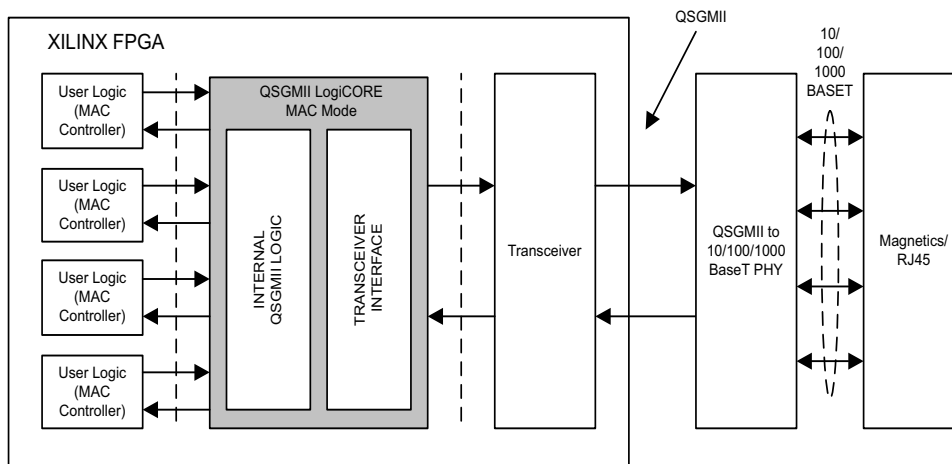 QSGMII
10/
100/
1000
BASET
XILINX FPGA
User Logic
(MAC
Controller)
User Logic
(MAC
Controller)
User Logic
(MAC
Controller)
User Logic
(MAC
Controller)
QSGMII LogiCORE
MAC Mode
INTERNAL
QSGMII LOGIC
TRANSCEIVER
INTERFACE
Transceiver
QSGMII to
10/100/1000
BaseT PHY
Magnetics/
RJ45